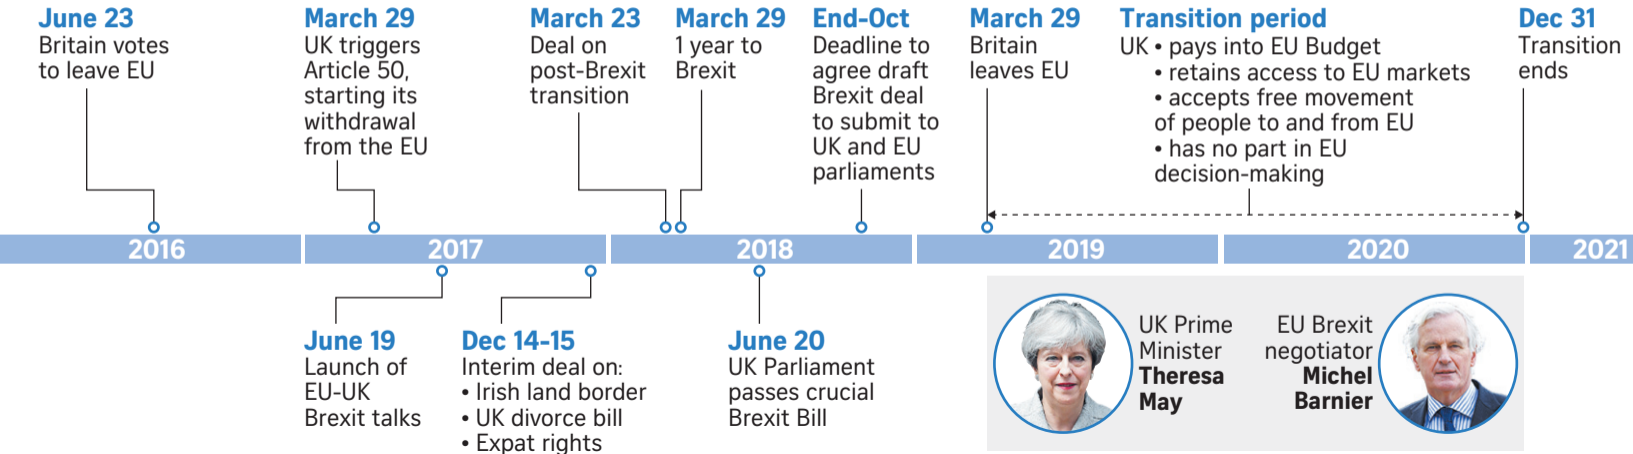 June 23
Britain votes
to leave EU
March 29
UK triggers
Article 50,
starting its
withdrawal
from the EU
March 23
Deal on
post-Brexit
transition
March 29
1 year to
Brexit
End-Oct
Deadline to
agree draft
Brexit deal
to submit to
UK and EU
parliaments
March 29
Britain
leaves EU
Transition period
UK • pays into EU Budget
• retains access to EU markets
• accepts free movement
of people to and from EU
• has no part in EU
decision-making
Dec 31
Transition
ends
2016
2017
2018
2019
2020
2021
June 19
Launch of
EU-UK
Brexit talks
Dec 14-15
Interim deal on:
• Irish land border
• UK divorce bill
• Expat rights
June 20
UK Parliament
passes crucial
Brexit Bill
UK Prime
Minister
Theresa
May
EU Brexit
negotiator
Michel
Barnier